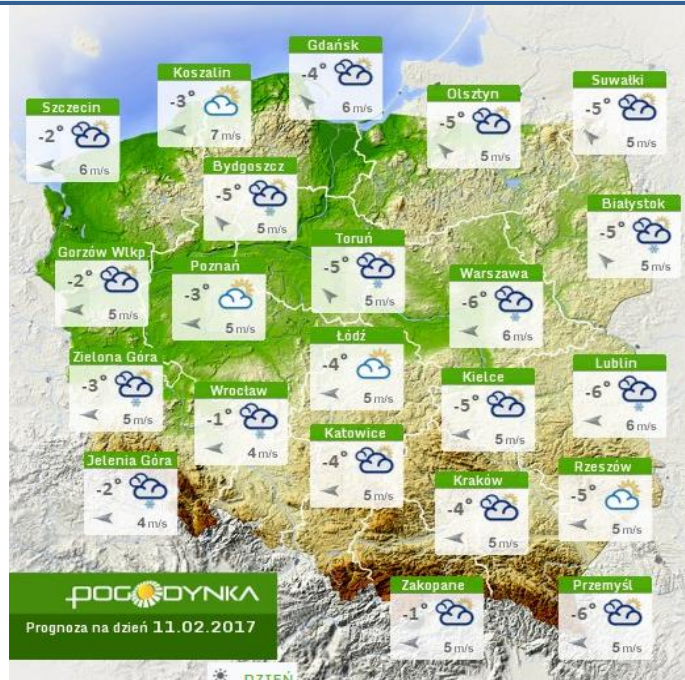 Gdańsk
-4°
6 m/s
Koszalin
-3°
7 m/s
Suwałki
-5°
5 m/s
Olsztyn
-5°
5 m/s
Szczecin
-2°
6 m/s
Bydgoszcz
-5°
5 m/s
Białystok
-5°
5 m/s
Toruń
-5°
5 m/s
Gorzów Wlkp
-2°
5 m/s
Poznań
-3°
5 m/s
Warszawa
-6°
6 m/s
Łódź
-4°
5 m/s
Zielona Góra
-3°
5 m/s
Lublin
-6°
6 m/s
Kielce
-5°
5 m/s
Wrocław
-1°
4 m/s
Katowice
-4°
5 m/s
Jelenia Góra
-2°
4 m/s
Rzeszów
-5°
5 m/s
Kraków
-4°
5 m/s
Zakopane
-1°
5 m/s
Przemyśl
-6°
5 m/s
POGODYNKA
Prognoza na dzień 11.02.2017
DZIEŃ